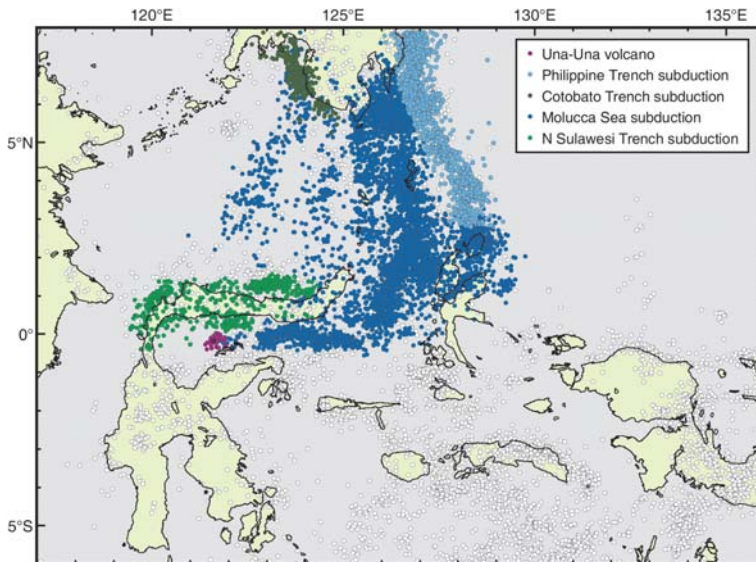 120°E 125°E 130°E 135°E
Una-Una volcano
Philippine Trench subduction
Cotobato Trench subduction
Molucca Sea subduction
N Sulawesi Trench subduction
5°N
0°
5°S